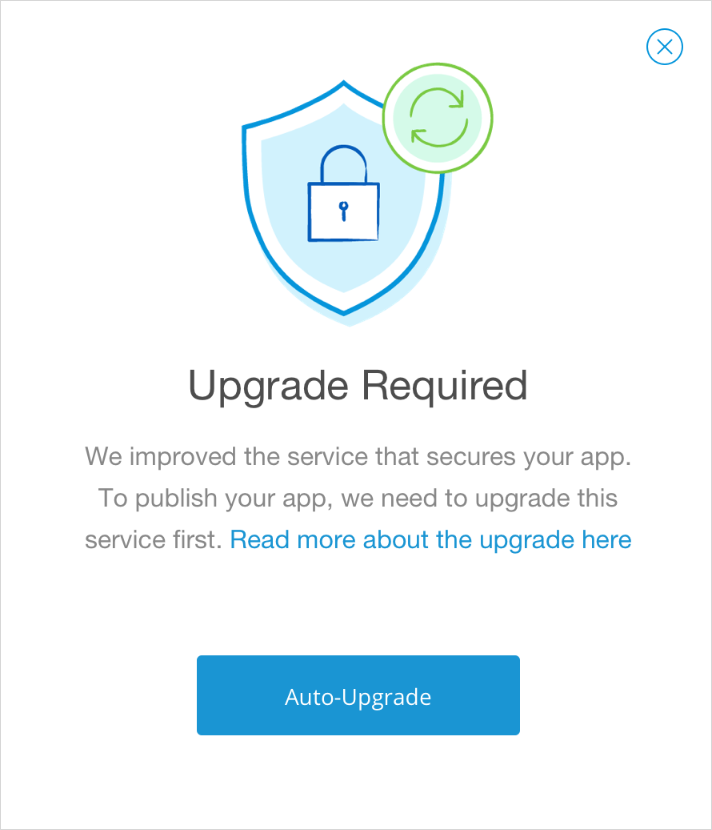 Upgrade Required
We improved the service that secures your app.
To publish your app, we need to upgrade this
service first. Read more about the upgrade here
Auto-Upgrade